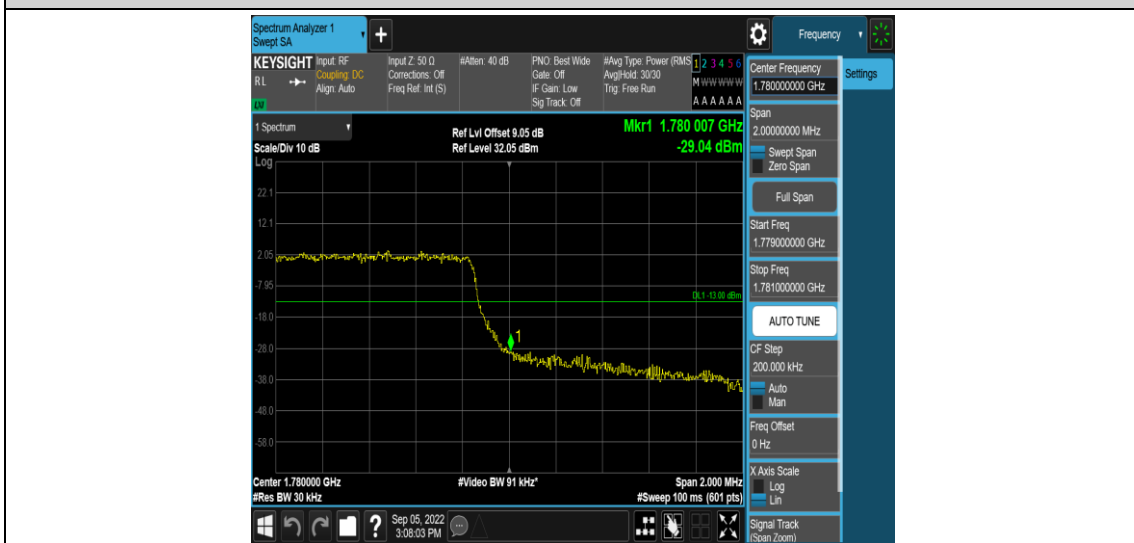 Spectrum Analyzer 1
Swept SA
+
Frequency
KEYSIGHT
RL
LXI
Input: RF
Coupling: DC
Align: Auto
Input Z: 50 Ω
Corrections: Off
Freq Ref: Int (S)
#Atten: 40 dB
PNO: Best Wide
Gate: Off
IF Gain: Low
Sig Track: Off
#Avg Type: Power (RMS
Avg|Hold: 30/30
Trig: Free Run
1 2 3 4 5 6
M W W W W W
A A A A A A
1 Spectrum
Scale/Div 10 dB
Log
Ref Lvl Offset 9.05 dB
Ref Level 32.05 dBm
Mkr1 1.780 007 GHz
-29.04 dBm
22.1
12.1
2.05
-7.95
DL1 -13.00 dBm
-18.0
1
-28.0
-38.0
-48.0
-58.0
Center 1.780000 GHz
#Video BW 91 kHz*
Span 2.000 MHz
#Res BW 30 kHz
#Sweep 100 ms (601 pts)
?
Sep 05, 2022
3:08:03 PM
Center Frequency
1.780000000 GHz
Settings
Span
2.00000000 MHz
Swept Span
Zero Span
Full Span
Start Freq
1.779000000 GHz
Stop Freq
1.781000000 GHz
AUTO TUNE
CF Step
200.000 kHz
Auto
Man
Freq Offset
0 Hz
X Axis Scale
Log
Lin
Signal Track
(Span Zoom)